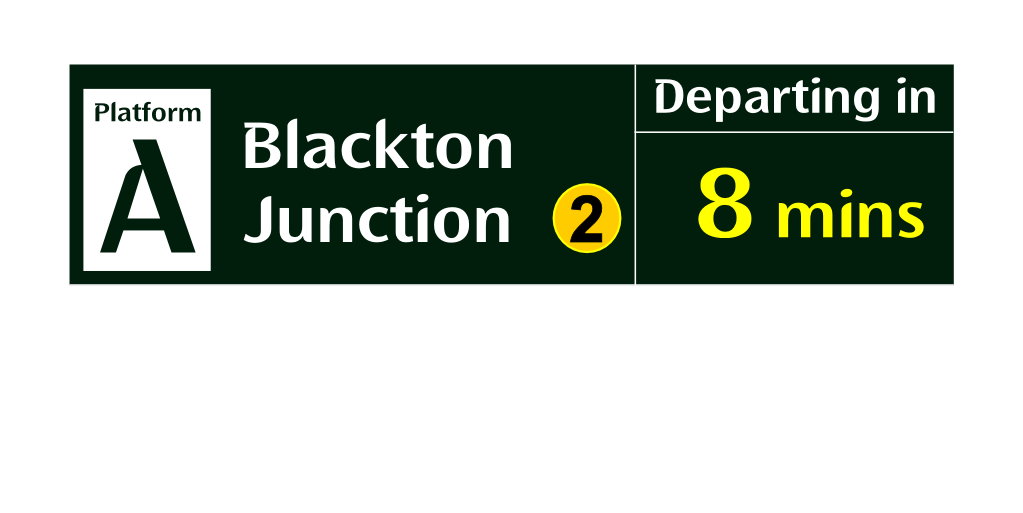 Platform
A
Blackton
Junction
2
Departing in
8 mins